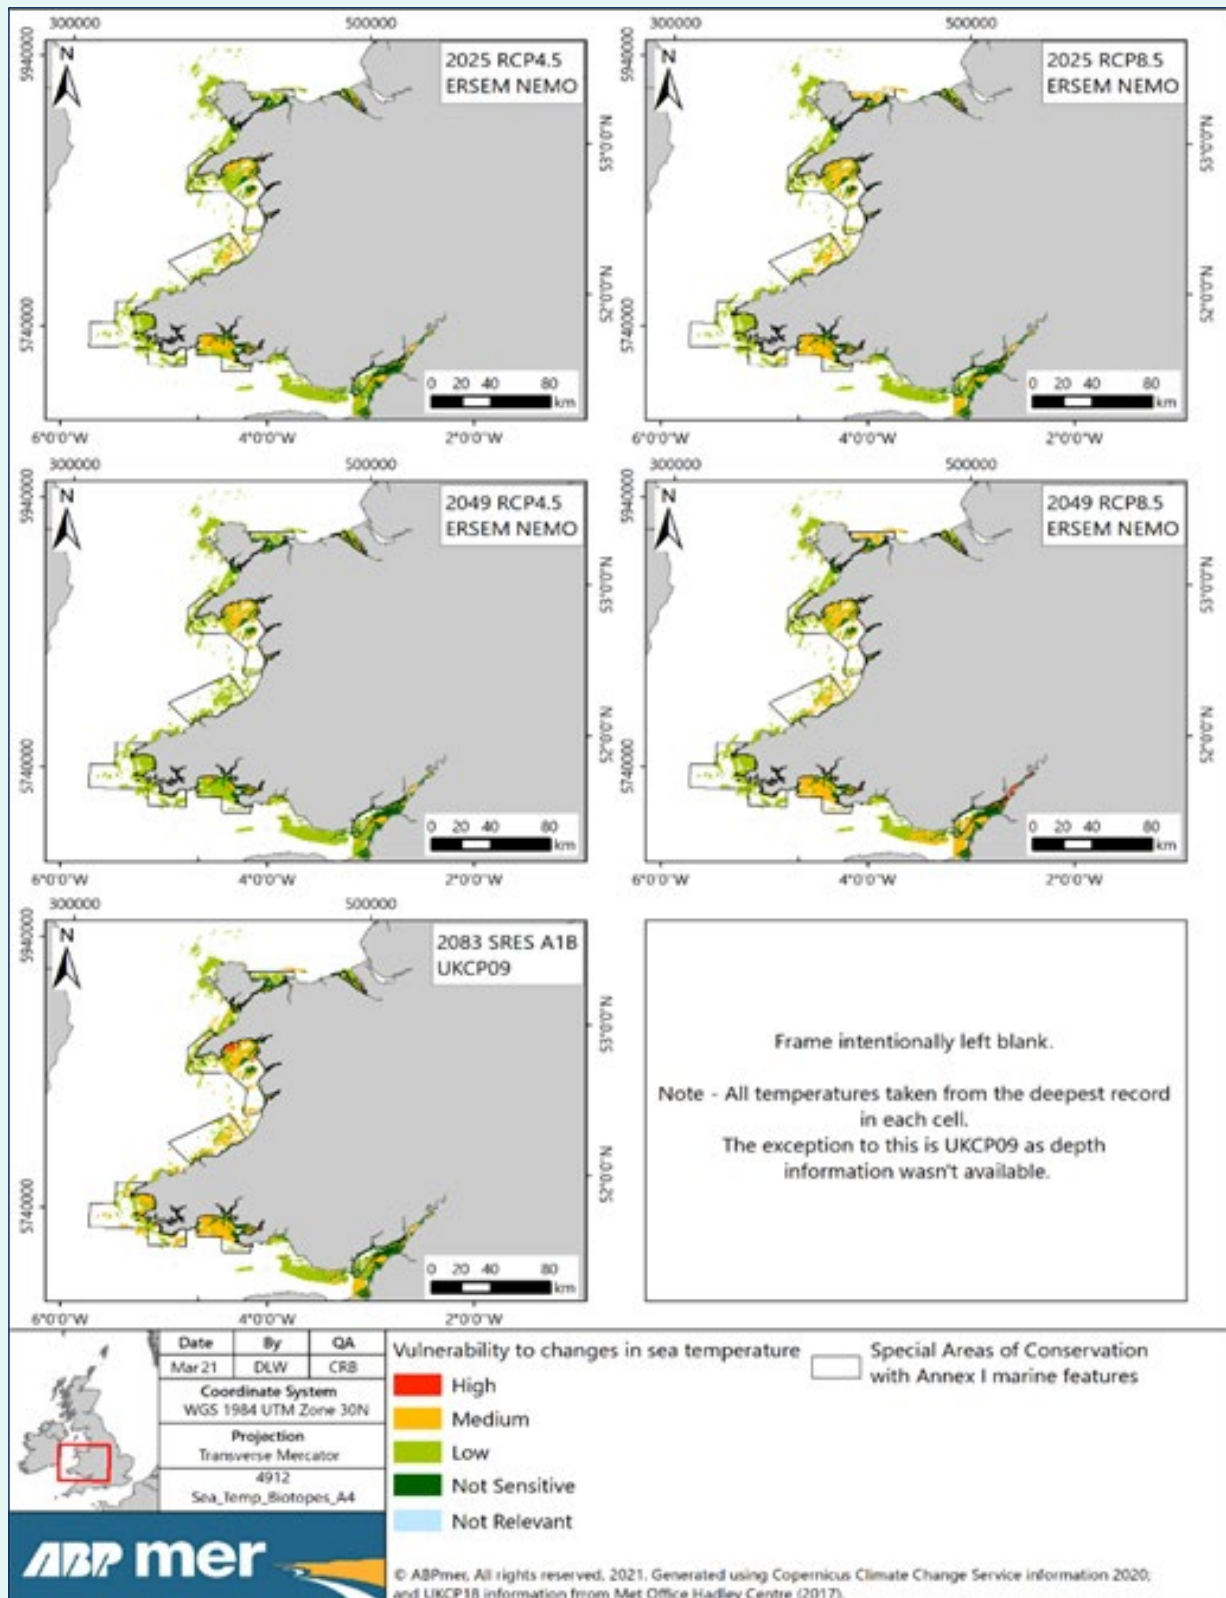 300000 500000 300000 500000
5940000
N
2025 RCP4.5
ERSEM NEMO
53°0'0"N
52°0'0"N
5740000
0 20 40 80
km
6°0'0"W 4°0'0"W 2°0'0"W
5940000
N
2025 RCP8.5
ERSEM NEMO
53°0'0"N
52°0'0"N
5740000
0 20 40 80
km
6°0'0"W 4°0'0"W 2°0'0"W
300000 500000 300000 500000
5940000
N
2049 RCP4.5
ERSEM NEMO
53°0'0"N
52°0'0"N
5740000
0 20 40 80
km
6°0'0"W 4°0'0"W 2°0'0"W
5940000
N
2049 RCP8.5
ERSEM NEMO
53°0'0"N
52°0'0"N
5740000
0 20 40 80
km
6°0'0"W 4°0'0"W 2°0'0"W
300000 500000
5940000
N
2083 SRES A1B
UKCP09
53°0'0"N
52°0'0"N
5740000
0 20 40 80
km
6°0'0"W 4°0'0"W 2°0'0"W
Frame intentionally left blank.
Note - All temperatures taken from the deepest record
in each cell.
The exception to this is UKCP09 as depth
information wasn't available.
Date By QA
Mar 21 DLW CRB
Coordinate System
WGS 1984 UTM Zone 30N
Projection
Transverse Mercator
4912
Sea_Temp_Biotopes_A4
ABP mer
Vulnerability to changes in sea temperature
High
Medium
Low
Not Sensitive
Not Relevant
Special Areas of Conservation
with Annex I marine features
© ABPmer, All rights reserved, 2021. Generated using Copernicus Climate Change Service information 2020;
and UKCP18 information from Met Office Hadley Centre (2017).